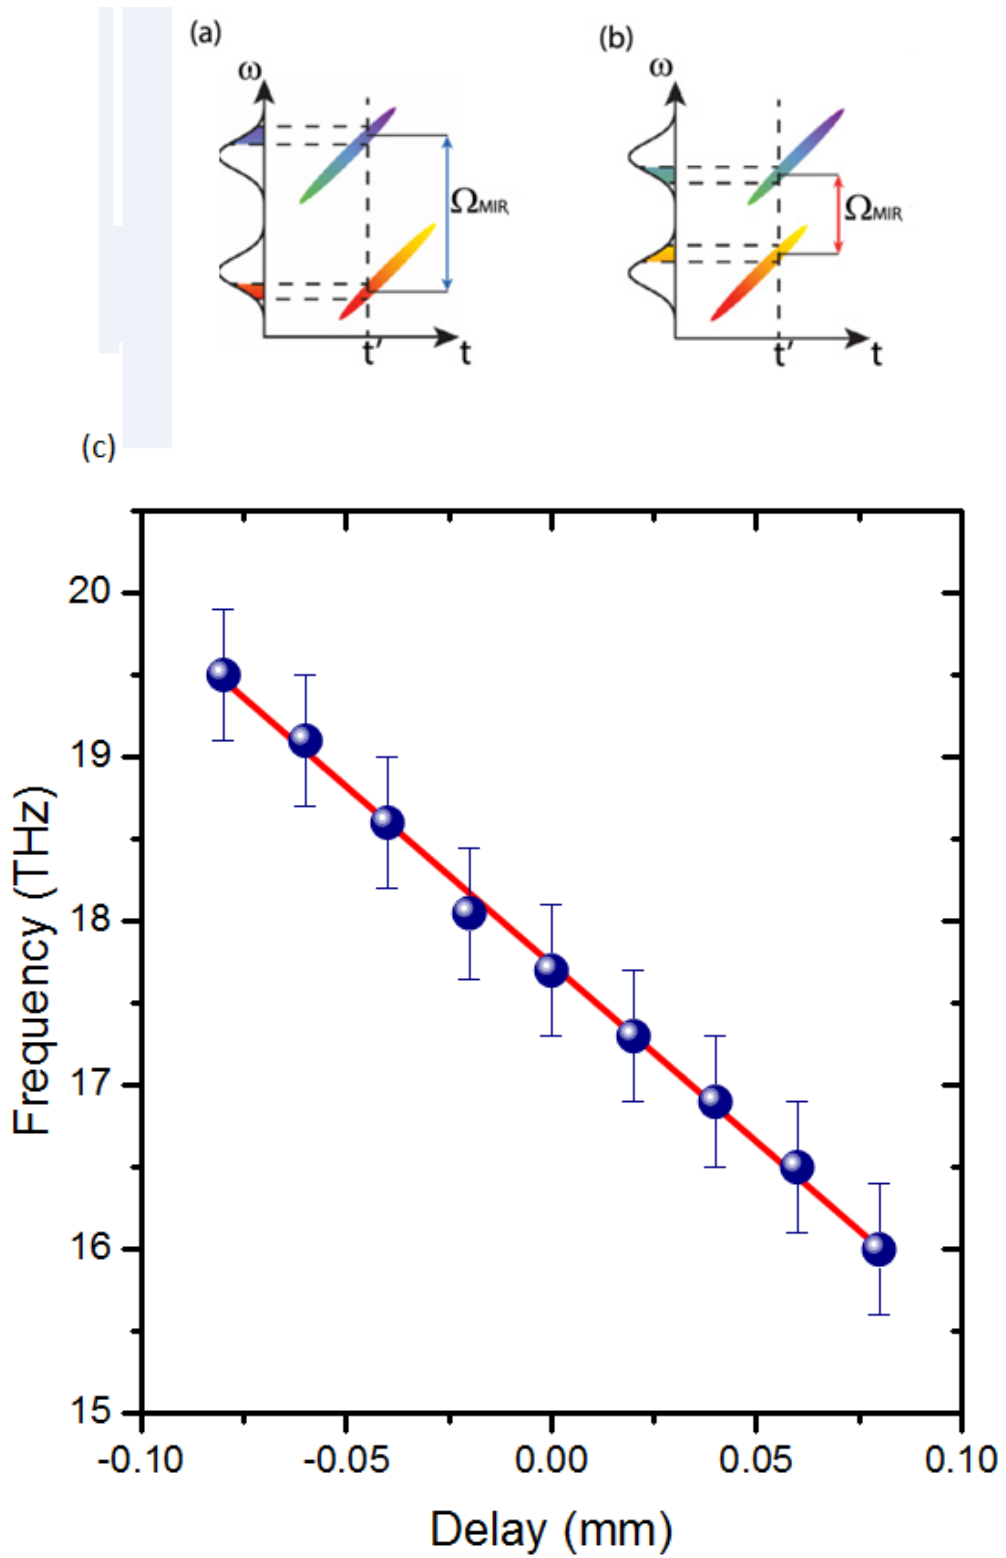 (a)
(b)
ω
ω
Ω_MIR
Ω_MIR
t′
t
t′
t
(c)
20
19
18
17
16
15
Frequency (THz)
-0.10
-0.05
0.00
0.05
0.10
Delay (mm)